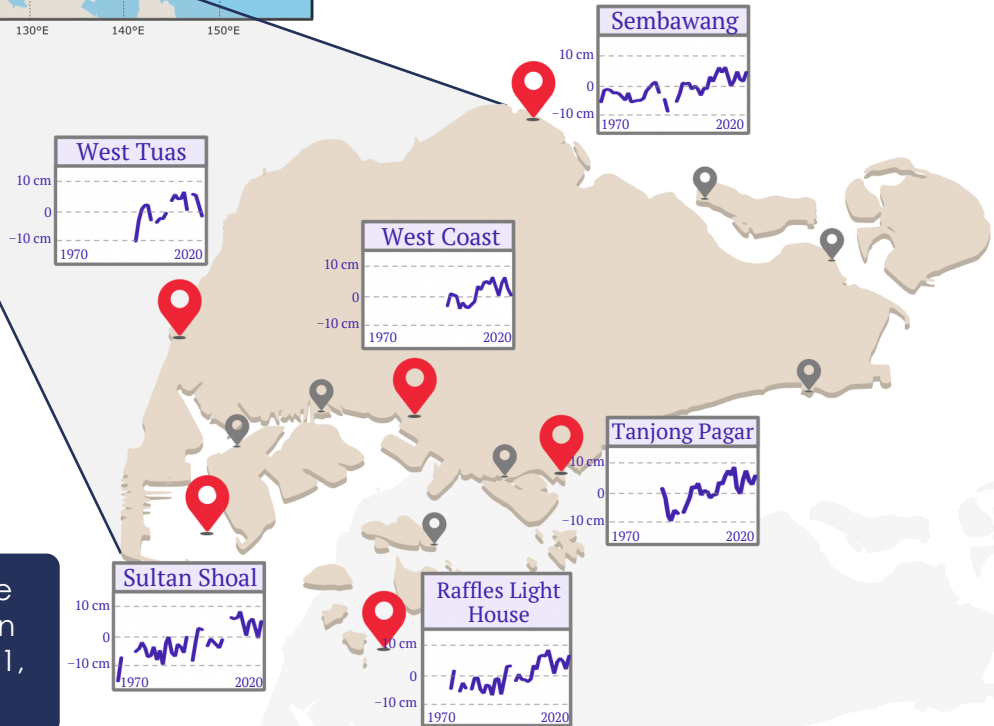 130°E 140°E 150°E
Sembawang
10 cm
0
−10 cm
1970 2020
West Tuas
10 cm
0
−10 cm
1970 2020
West Coast
10 cm
0
−10 cm
1970 2020
Tanjong Pagar
10 cm
0
−10 cm
1970 2020
Sultan Shoal
10 cm
0
−10 cm
1970 2020
Raffles Light
House
10 cm
0
−10 cm
1970 2020
e
n
1,